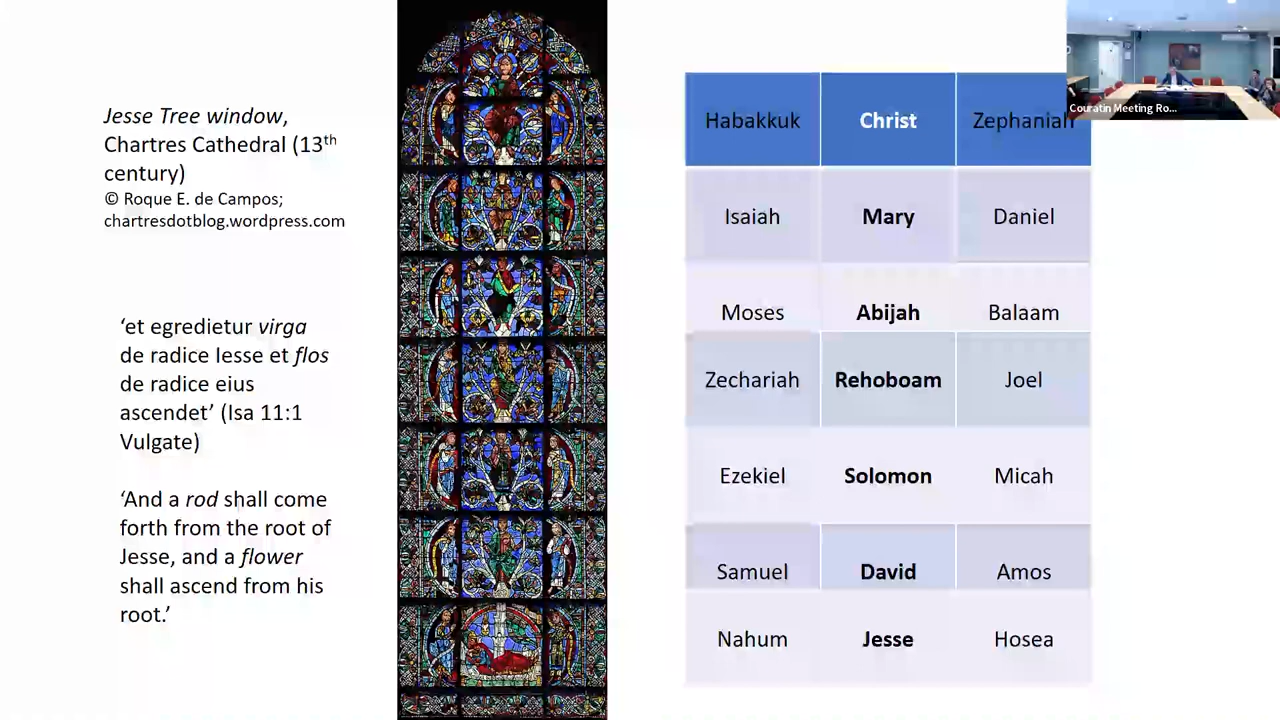 Jesse Tree window,
Chartres Cathedral (13th
century)
© Roque E. de Campos;
chartresdotblog.wordpress.com
‘et egredietur virga
de radice Iesse et flos
de radice eius
ascendet’ (Isa 11:1
Vulgate)
‘And a rod shall come
forth from the root of
Jesse, and a flower
shall ascend from his
root.’
Habakkuk Christ Zephaniah
Isaiah Mary Daniel
Moses Abijah Balaam
Zechariah Rehoboam Joel
Ezekiel Solomon Micah
Samuel David Amos
Nahum Jesse Hosea
Couratin Meeting Ro...